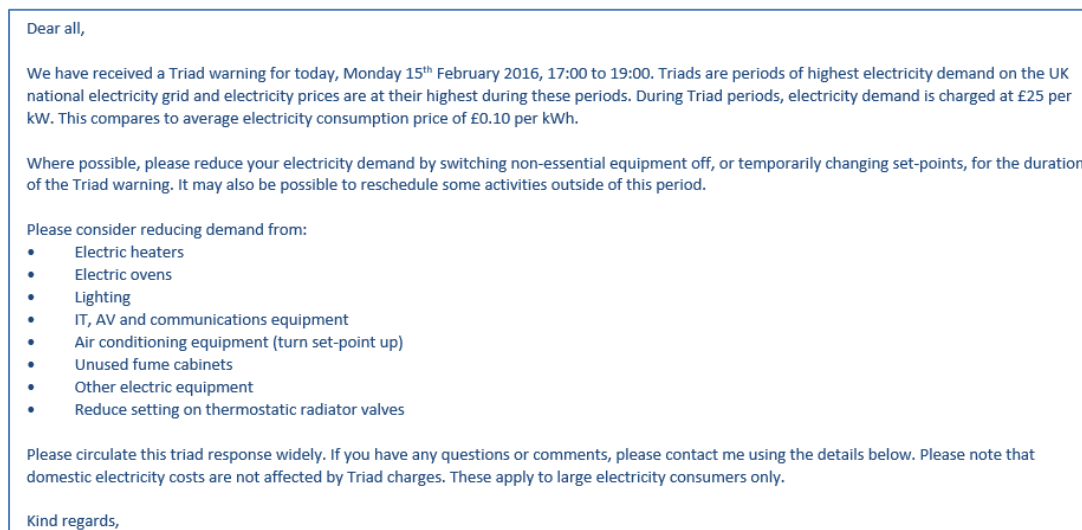 Dear all,
We have received a Triad warning for today, Monday 15th February 2016, 17:00 to 19:00. Triads are periods of highest electricity demand on the UK
national electricity grid and electricity prices are at their highest during these periods. During Triad periods, electricity demand is charged at £25 per
kW. This compares to average electricity consumption price of £0.10 per kWh.
Where possible, please reduce your electricity demand by switching non-essential equipment off, or temporarily changing set-points, for the duration
of the Triad warning. It may also be possible to reschedule some activities outside of this period.
Please consider reducing demand from:
• Electric heaters
• Electric ovens
• Lighting
• IT, AV and communications equipment
• Air conditioning equipment (turn set-point up)
• Unused fume cabinets
• Other electric equipment
• Reduce setting on thermostatic radiator valves
Please circulate this triad response widely. If you have any questions or comments, please contact me using the details below. Please note that
domestic electricity costs are not affected by Triad charges. These apply to large electricity consumers only.
Kind regards,